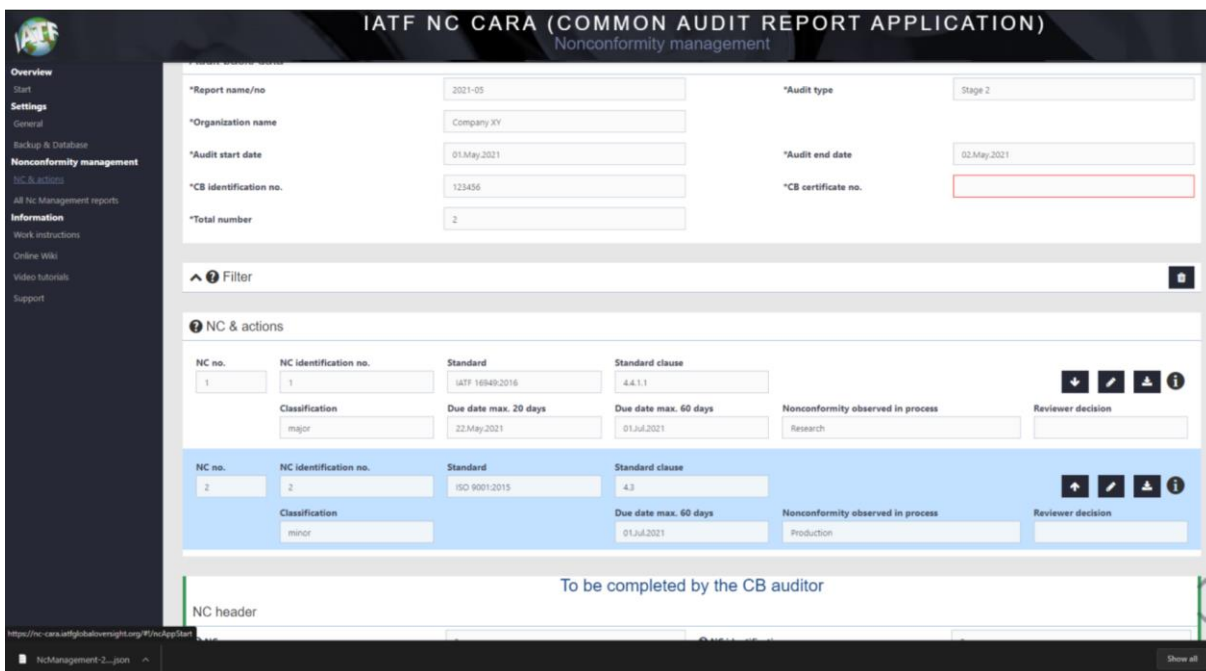 IATF
IATF NC CARA (COMMON AUDIT REPORT APPLICATION)
Nonconformity management
Overview
Start
Settings
General
Backup & Database
Nonconformity management
NC & actions
All Nc Management reports
Information
Work instructions
Online Wiki
Video tutorials
Support
*Report name/no 2021-05 *Audit type Stage 2
*Organization name Company XY
*Audit start date 01.May.2021 *Audit end date 02.May.2021
*CB identification no. 123456 *CB certificate no.
*Total number 2
Filter
NC & actions
NC no. NC identification no. Standard Standard clause
1 1 IATF 16949:2016 4.4.1.1
Classification Due date max. 20 days Due date max. 60 days Nonconformity observed in process Reviewer decision
major 22.May.2021 01.Jul.2021 Research
NC no. NC identification no. Standard Standard clause
2 2 ISO 9001:2015 4.3
Classification Due date max. 60 days Nonconformity observed in process Reviewer decision
minor 01.Jul.2021 Production
To be completed by the CB auditor
NC header
https://nc-cara.iatfglobaloversight.org/#!/ncAppStart
NcManagement-2....json Show all